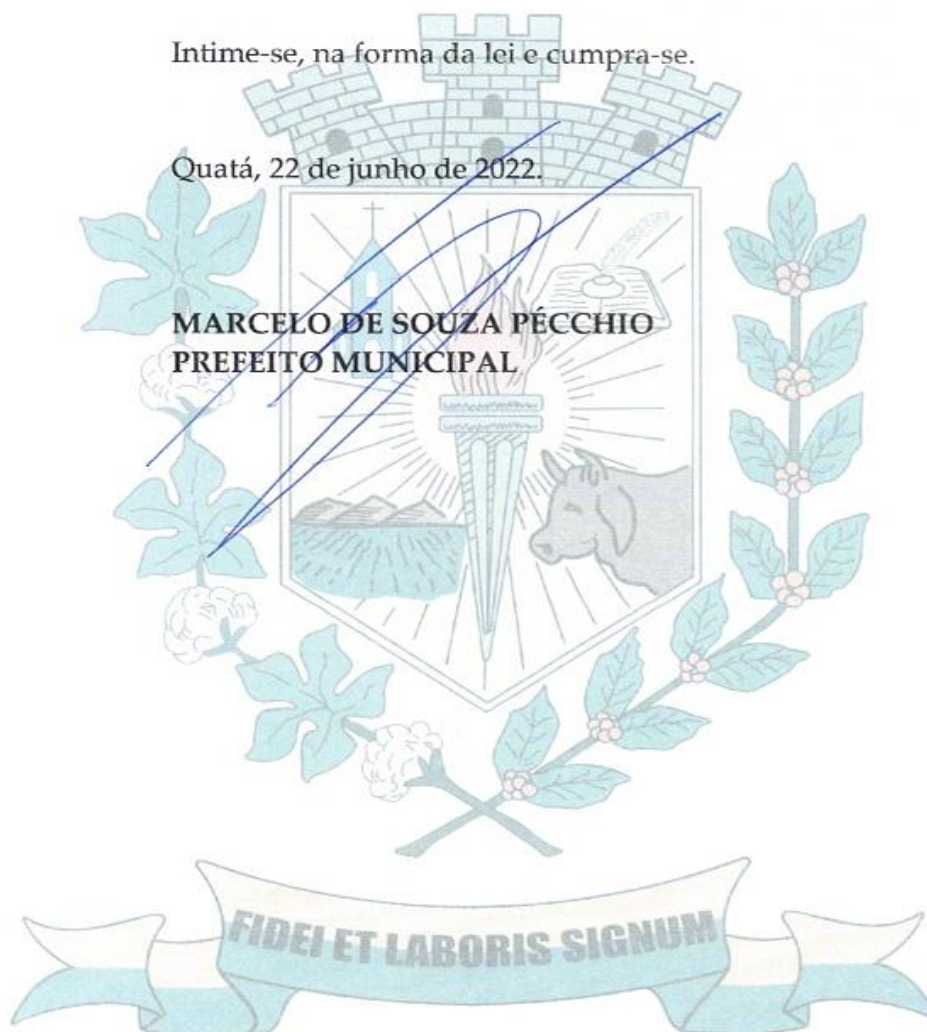 Intime-se, na forma da lei e cumpra-se.
Quatá, 22 de junho de 2022.
MARCELO DE SOUZA PÉCCHIO
PREFEITO MUNICIPAL
FIDEI ET LABORIS SIGNUM